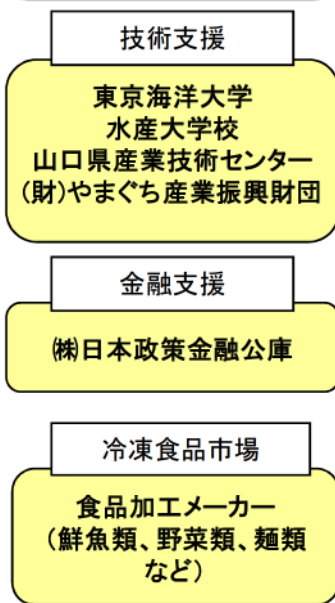 技術支援
東京海洋大学
水産大学校
山口県産業技術センター
(財)やまぐち産業振興財団
金融支援
㈱日本政策金融公庫
冷凍食品市場
食品加工メーカー
（鮮魚類、野菜類、麺類
など）